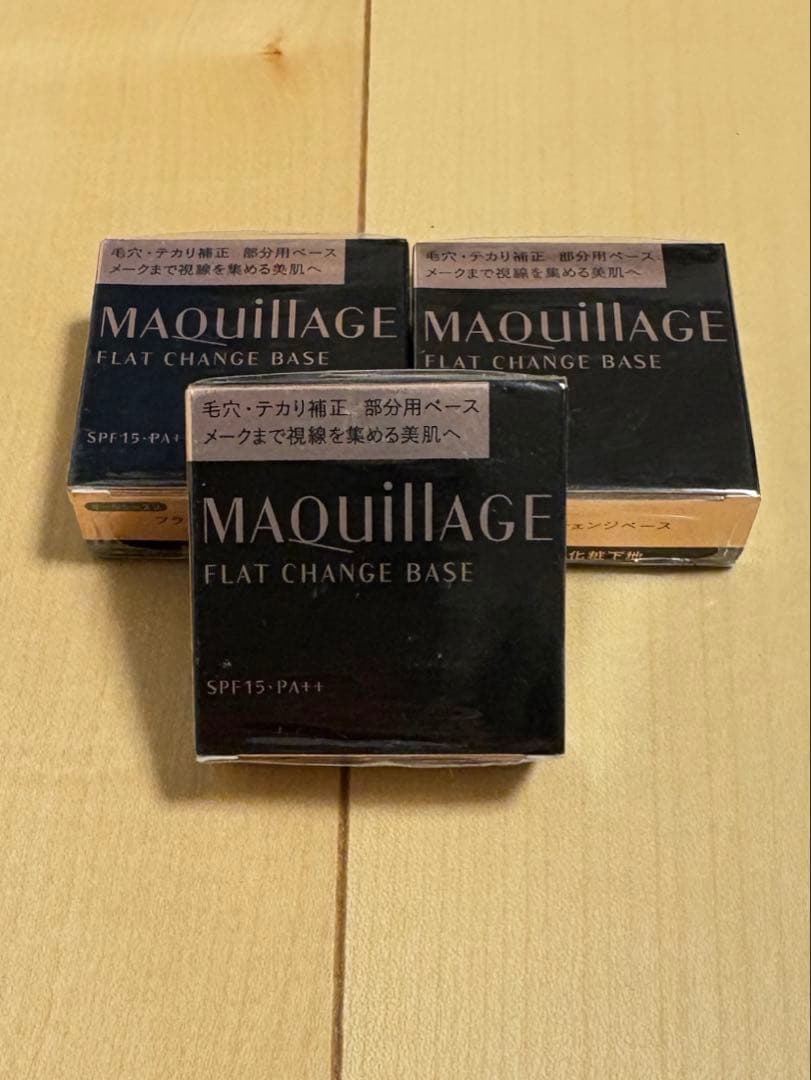 毛穴・テカリ補正 部分用ベース
メークまで視線を集める美肌へ
MAQuillAGE
FLAT CHANGE BASE
SPF15・PA+
フラ
毛穴・テカリ補正 部分用ベース
メークまで視線を集める美肌へ
MAQuillAGE
FLAT CHANGE BASE
ェンジベース
化粧下地
毛穴・テカリ補正 部分用ベース
メークまで視線を集める美肌へ
MAQuillAGE
FLAT CHANGE BASE
SPF15・PA++